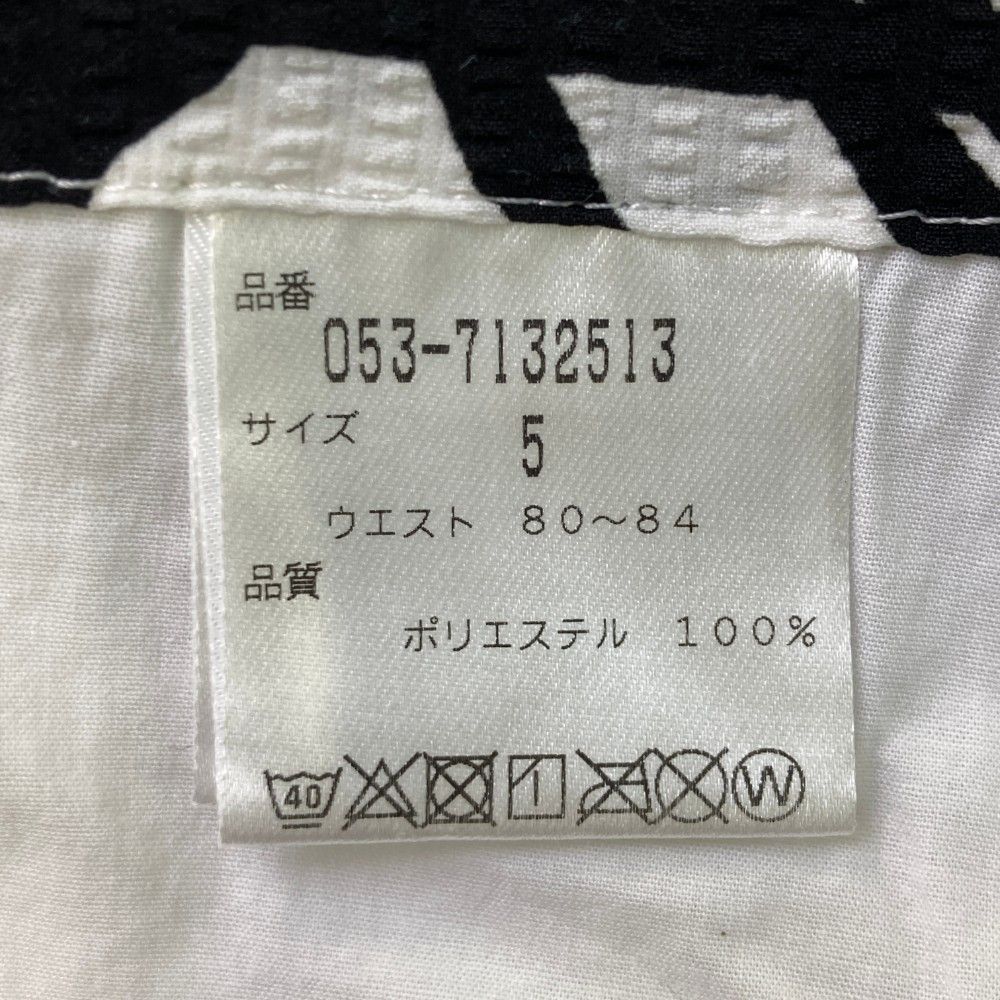 品番
053-7132513
サイズ 5
ウエスト 80～84
品質
ポリエステル 100%
40 W